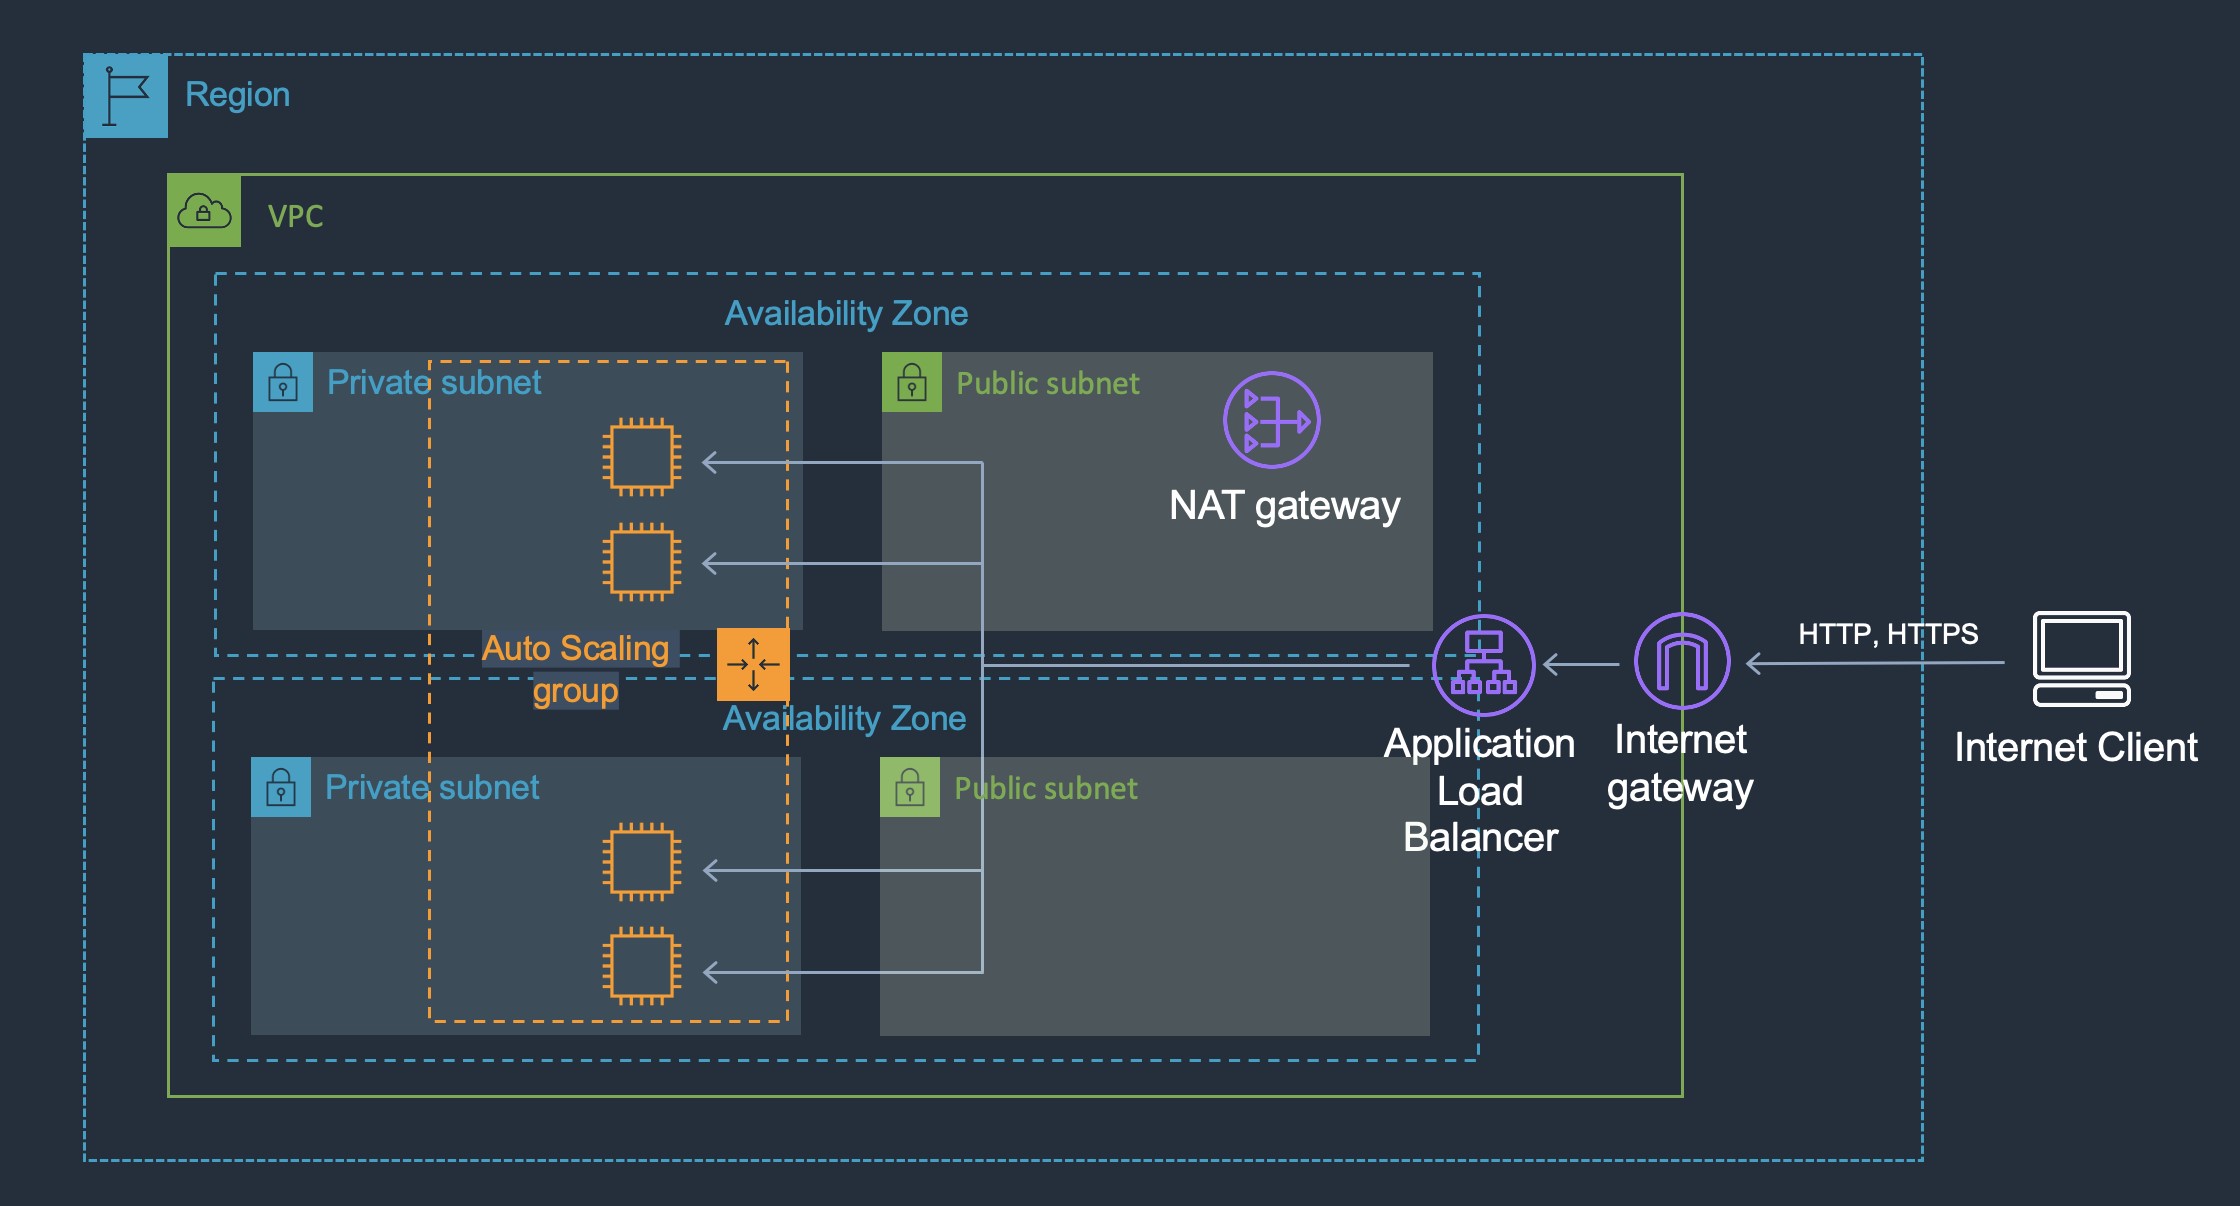 Region
VPC
Availability Zone
Private subnet
Public subnet
NAT gateway
Auto Scaling
group
HTTP, HTTPS
Availability Zone
Application
Load
Balancer
Internet
gateway
Internet Client
Private subnet
Public subnet